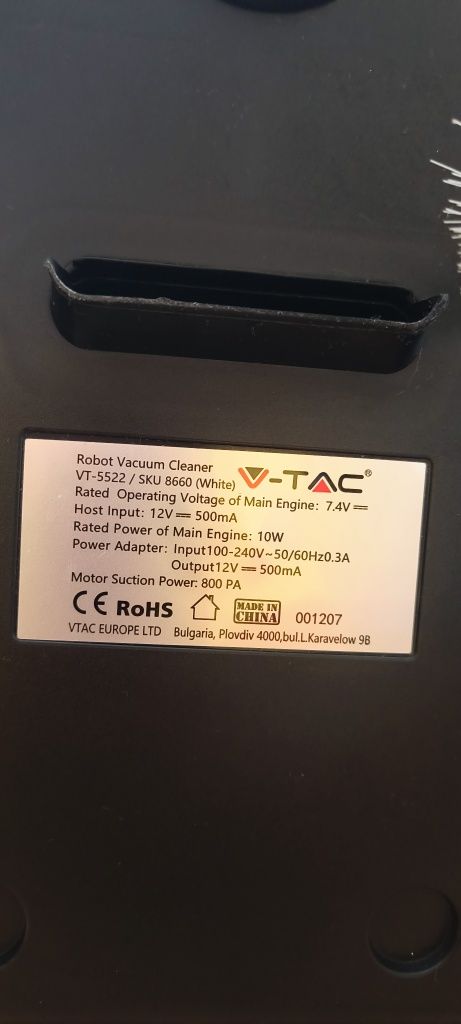 Robot Vacuum Cleaner
VT-5522 / SKU 8660 (White) V-TAC®
Rated Operating Voltage of Main Engine: 7.4V⎓
Host Input: 12V⎓500mA
Rated Power of Main Engine: 10W
Power Adapter: Input100-240V~50/60Hz0.3A
Output12V⎓500mA
Motor Suction Power: 800 PA
CE RoHS MADE IN CHINA 001207
VTAC EUROPE LTD Bulgaria, Plovdiv 4000,bul.L.Karavelow 9B